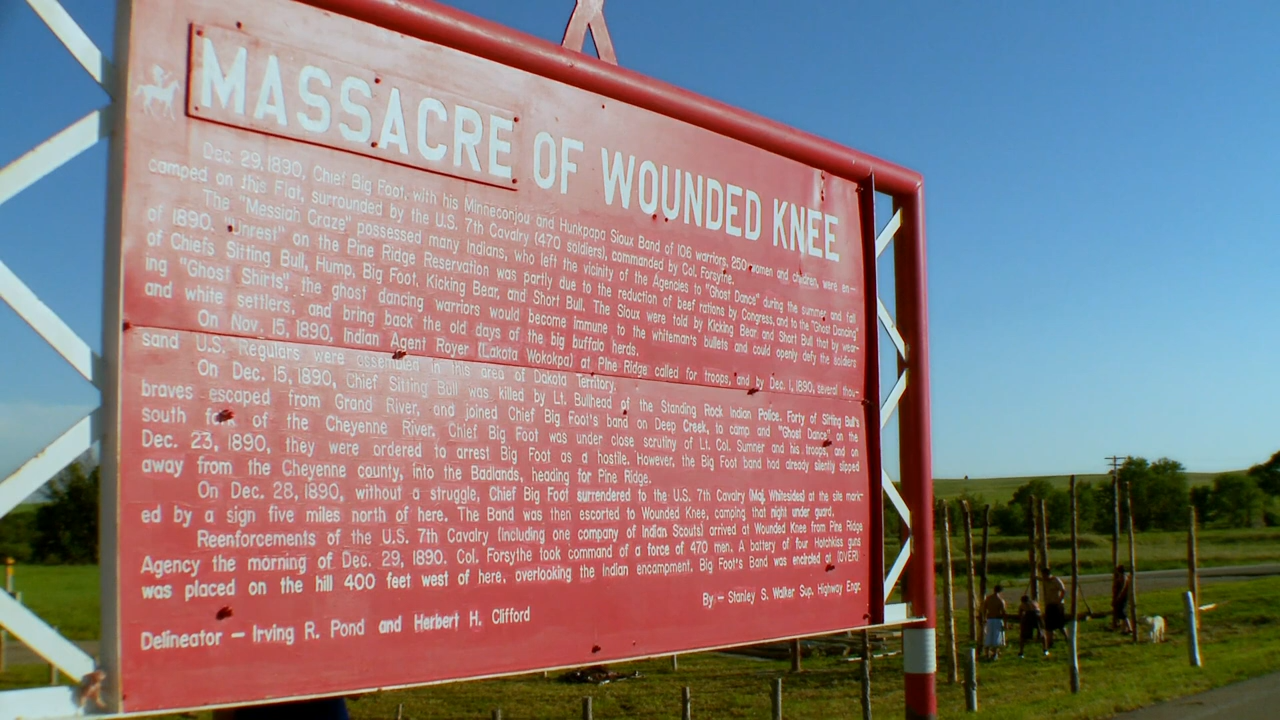 MASSACRE OF WOUNDED KNEE
Dec. 29, 1890, Chief Big Foot, with his Minneconjou and Hunkpapa Sioux Band of 106 warriors, 250 women and children, were en-
camped on this Flat, surrounded by the U.S. 7th Cavalry (470 soldiers), commanded by Col. Forsythe.
The "Messiah Craze" possessed many Indians, who left the vicinity of the Agencies to "Ghost Dance" during the summer and fall
of 1890. "Unrest" on the Pine Ridge Reservation was partly due to the reduction of beef rations by Congress, and to the "Ghost Dancing"
of Chiefs Sitting Bull, Hump, Big Foot, Kicking Bear, and Short Bull. The Sioux were told by Kicking Bear and Short Bull that by wear-
ing "Ghost Shirts", the ghost dancing warriors would become immune to the whiteman's bullets and could openly defy the soldiers
and white settlers, and bring back the old days of the big buffalo herds.
On Nov. 15, 1890, Indian Agent Royer (Lakota Wokokpa) at Pine Ridge called for troops, and by Dec. 1, 1890, several thou-
sand U.S. Regulars were assembled in this area of Dakota Territory.
On Dec. 15, 1890, Chief Sitting Bull was killed by Lt. Bullhead of the Standing Rock Indian Police. Forty of Sitting Bull's
braves escaped from Grand River, and joined Chief Big Foot's band on Deep Creek, to camp and "Ghost Dance" on the
south fork of the Cheyenne River. Chief Big Foot was under close scrutiny of Lt. Col. Sumner and his troops, and on
Dec. 23, 1890, they were ordered to arrest Big Foot as a hostile. However, the Big Foot band had already silently slipped
away from the Cheyenne county, into the Badlands, heading for Pine Ridge.
On Dec. 28, 1890, without a struggle, Chief Big Foot surrendered to the U.S. 7th Cavalry (Maj. Whitesides) at the site mark-
ed by a sign five miles north of here. The Band was then escorted to Wounded Knee, camping that night under guard.
Reenforcements of the U.S. 7th Cavalry (including one company of Indian Scouts) arrived at Wounded Knee from Pine Ridge
Agency the morning of Dec. 29, 1890. Col. Forsythe took command of a force of 470 men. A battery of four Hotchkiss guns
was placed on the hill 400 feet west of here, overlooking the Indian encampment. Big Foot's Band was encircled at (OVER)
By – Stanley S. Walker Sup. Highway Engr.
Delineator – Irving R. Pond and Herbert H. Clifford